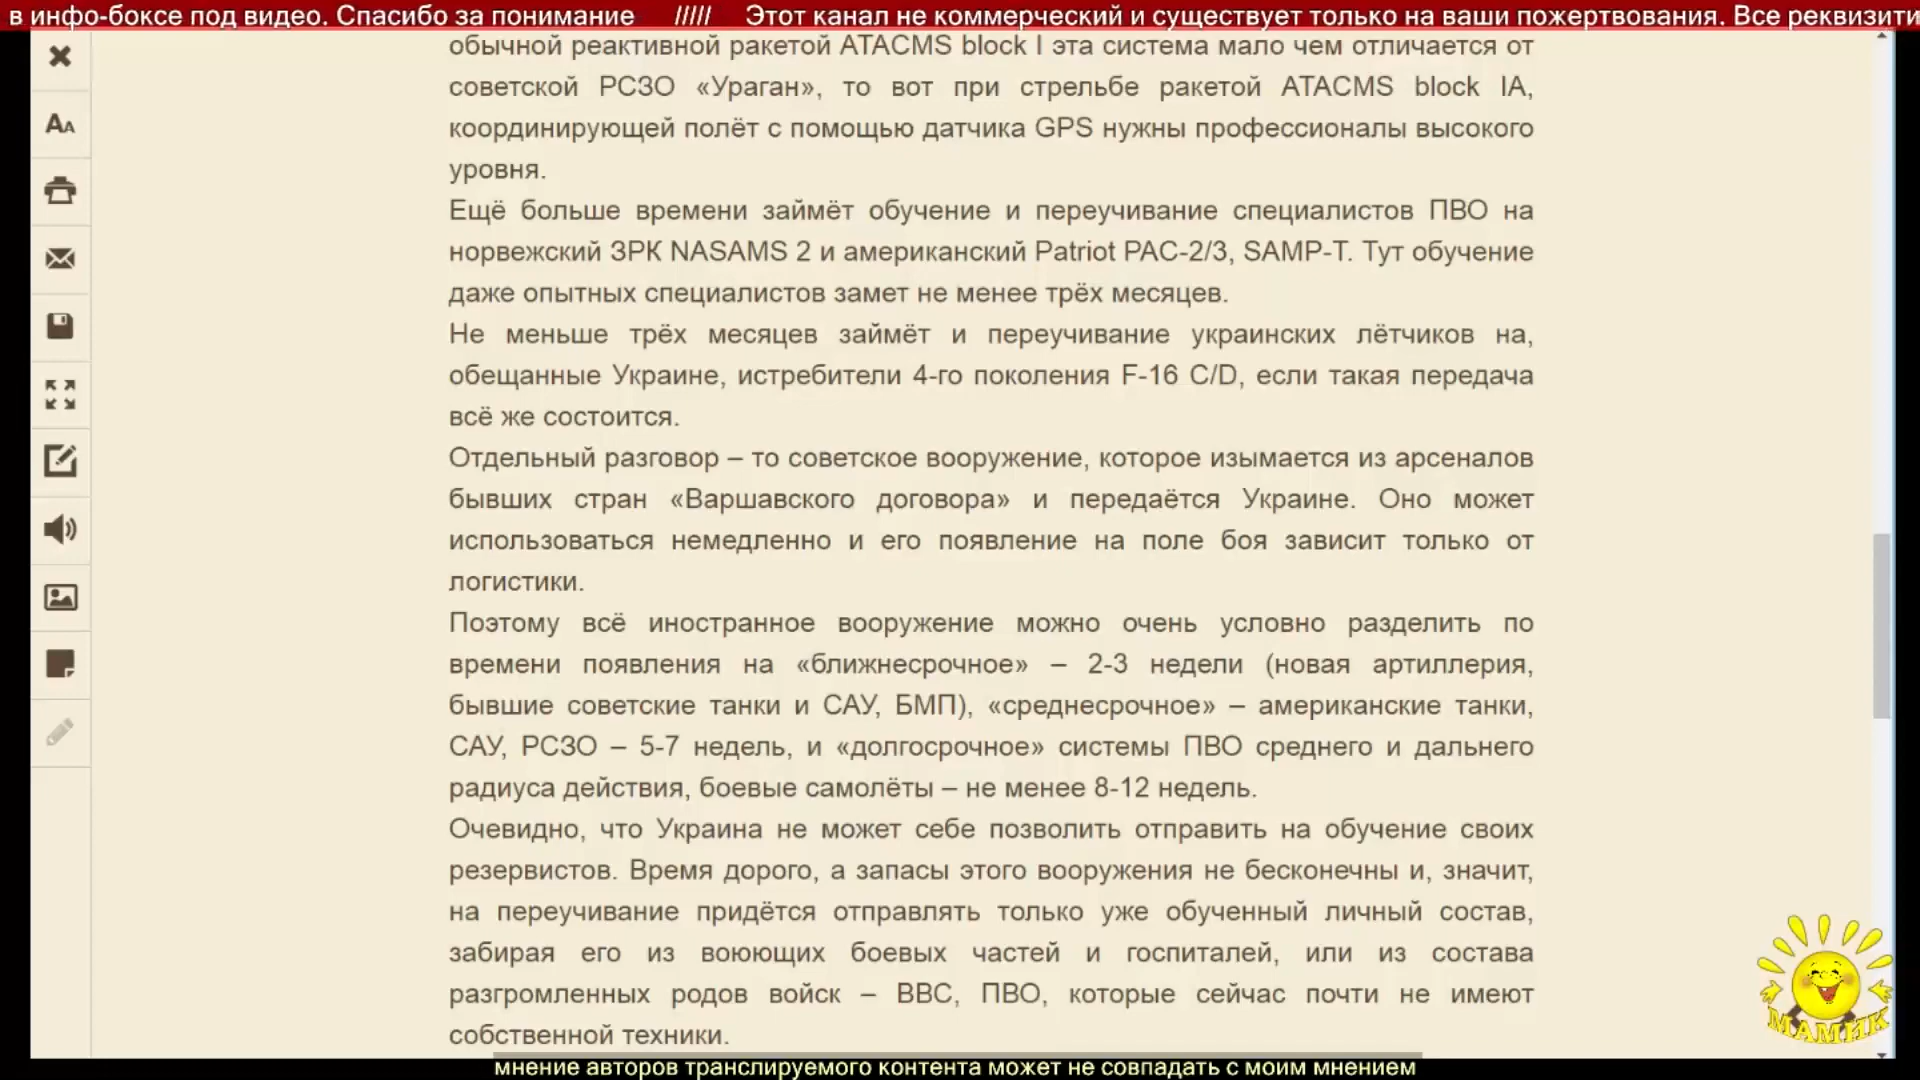 в инфо-боксе под видео. Спасибо за понимание ///// Этот канал не коммерческий и существует только на ваши пожертвования. Все реквизити
обычной реактивной ракетой ATACMS block I эта система мало чем отличается от
советской РСЗО «Ураган», то вот при стрельбе ракетой ATACMS block IA,
координирующей полёт с помощью датчика GPS нужны профессионалы высокого
уровня.
Ещё больше времени займёт обучение и переучивание специалистов ПВО на
норвежский ЗРК NASAMS 2 и американский Patriot PAC-2/3, SAMP-T. Тут обучение
даже опытных специалистов замет не менее трёх месяцев.
Не меньше трёх месяцев займёт и переучивание украинских лётчиков на,
обещанные Украине, истребители 4-го поколения F-16 C/D, если такая передача
всё же состоится.
Отдельный разговор – то советское вооружение, которое изымается из арсеналов
бывших стран «Варшавского договора» и передаётся Украине. Оно может
использоваться немедленно и его появление на поле боя зависит только от
логистики.
Поэтому всё иностранное вооружение можно очень условно разделить по
времени появления на «ближнесрочное» – 2-3 недели (новая артиллерия,
бывшие советские танки и САУ, БМП), «среднесрочное» – американские танки,
САУ, РСЗО – 5-7 недель, и «долгосрочное» системы ПВО среднего и дальнего
радиуса действия, боевые самолёты – не менее 8-12 недель.
Очевидно, что Украина не может себе позволить отправить на обучение своих
резервистов. Время дорого, а запасы этого вооружения не бесконечны и, значит,
на переучивание придётся отправлять только уже обученный личный состав,
забирая его из воюющих боевых частей и госпиталей, или из состава
разгромленных родов войск – ВВС, ПВО, которые сейчас почти не имеют
собственной техники.
МАМИК
мнение авторов транслируемого контента может не совпадать с моим мнением